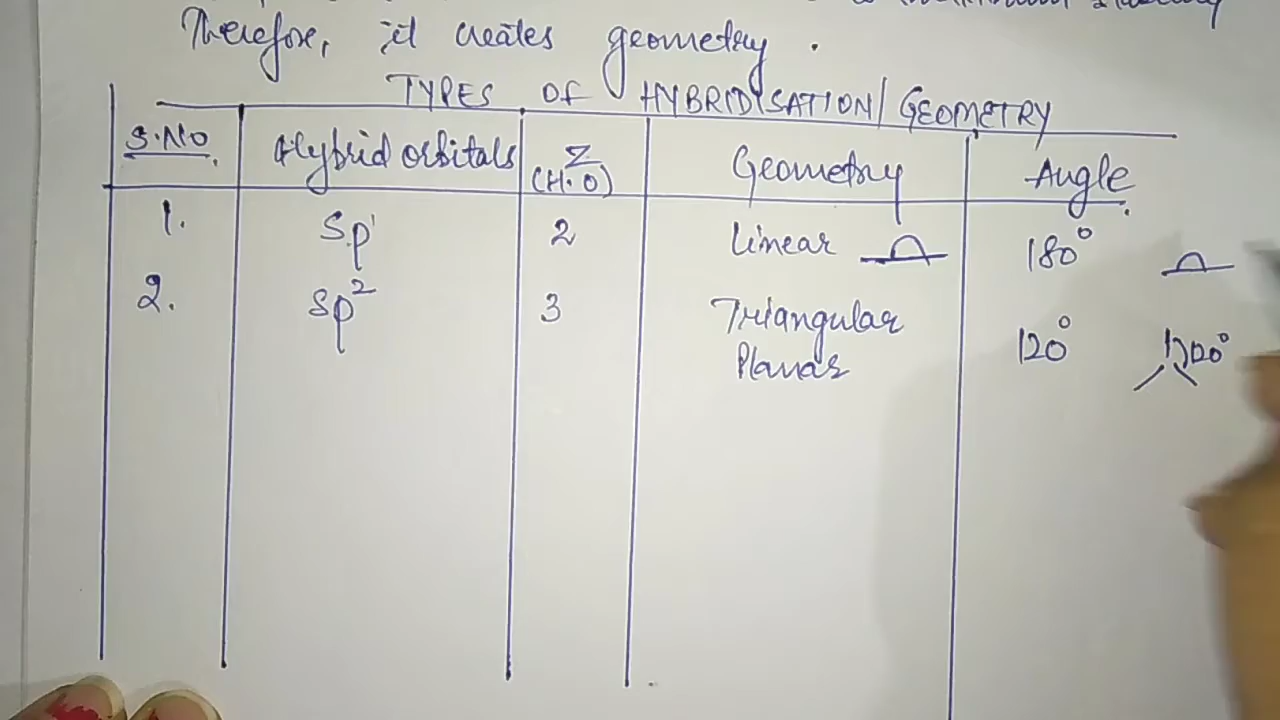 Therefore, it creates geometry.
TYPES OF HYBRIDISATION/GEOMETRY
S.NO. Hybrid orbitals Z (H.O) Geometry Angle
1. sp¹ 2 Linear 180°
2. sp² 3 Triangular Planar 120° 120°